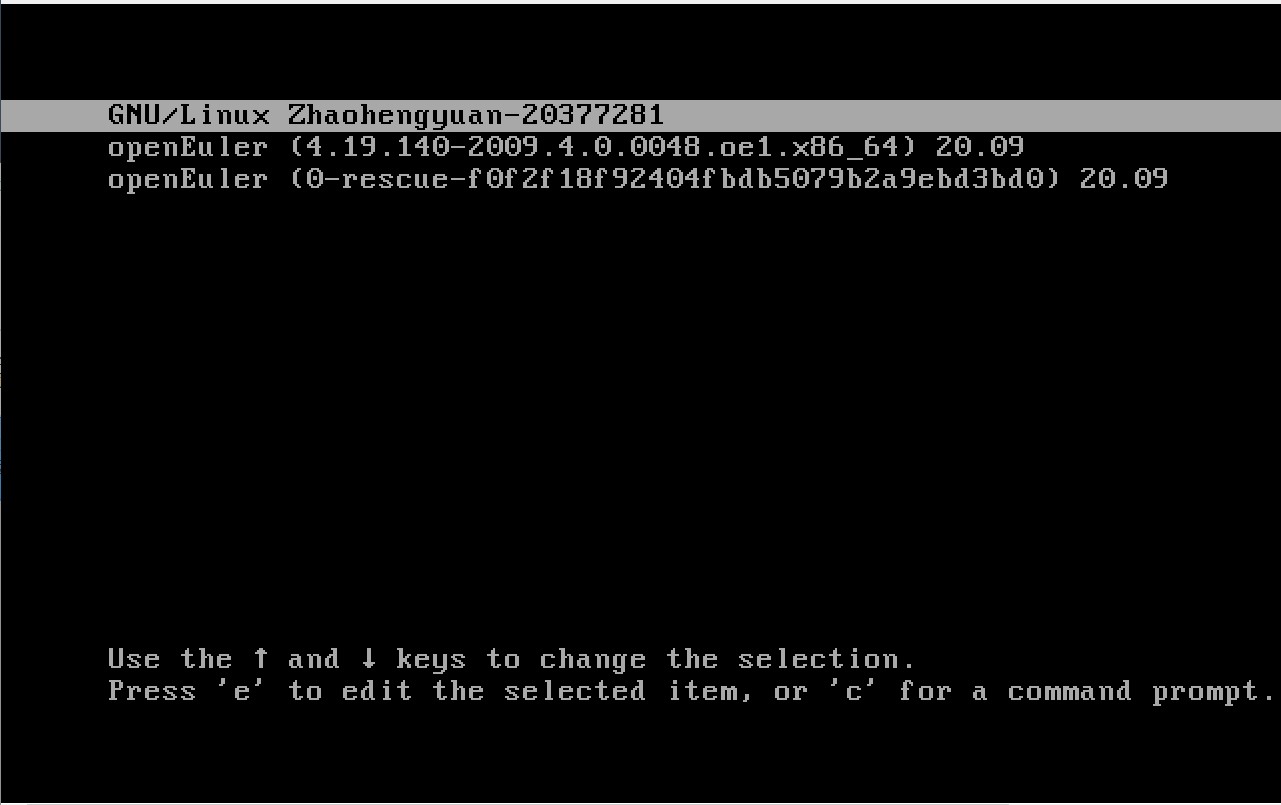 GNU/Linux Zhaohengyuan-20377281
openEuler (4.19.140-2009.4.0.0048.oe1.x86_64) 20.09
openEuler (0-rescue-f0f2f18f92404fbdb5079b2a9ebd3bd0) 20.09
Use the ↑ and ↓ keys to change the selection.
Press 'e' to edit the selected item, or 'c' for a command prompt.